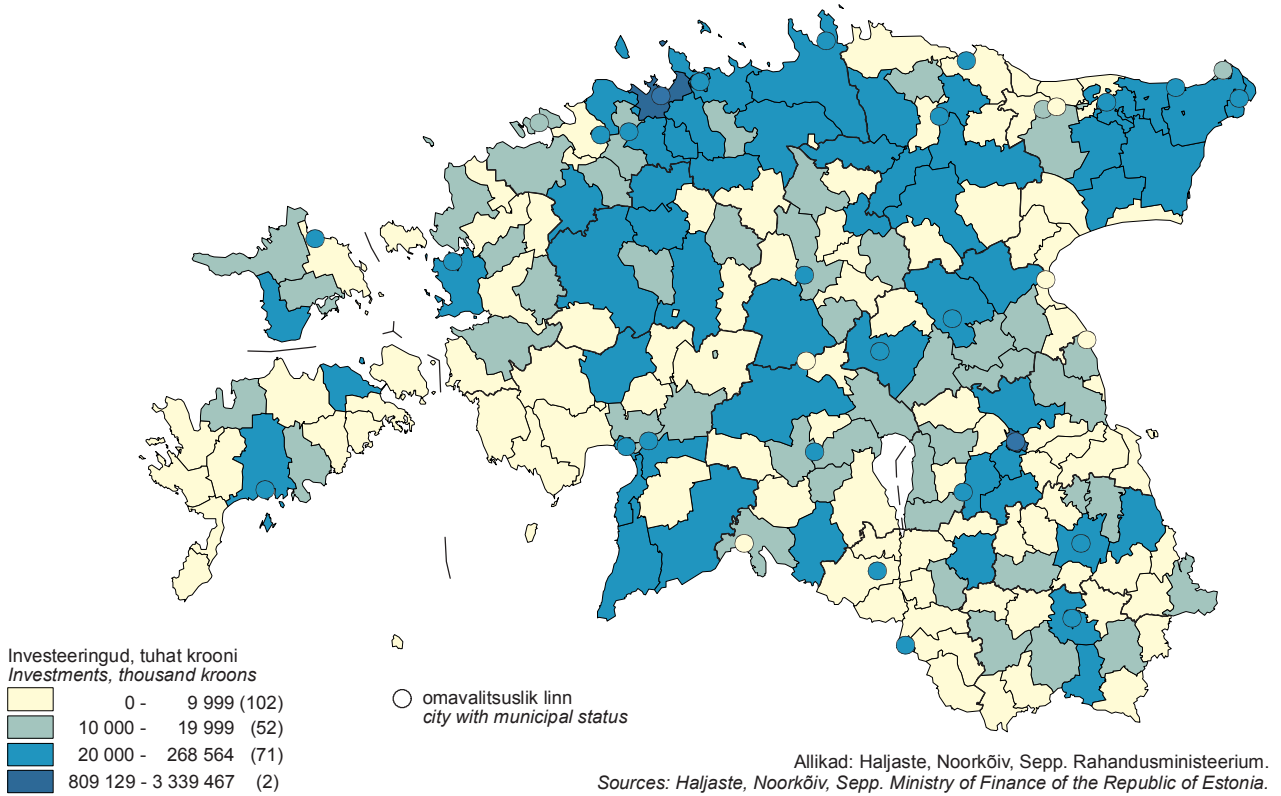 Investeeringud, tuhat krooni
Investments, thousand kroons
0 - 9 999 (102)
10 000 - 19 999 (52)
20 000 - 268 564 (71)
809 129 - 3 339 467 (2)
omavalitsuslik linn
city with municipal status
Allikad: Haljaste, Noorkõiv, Sepp. Rahandusministeerium.
Sources: Haljaste, Noorkõiv, Sepp. Ministry of Finance of the Republic of Estonia.